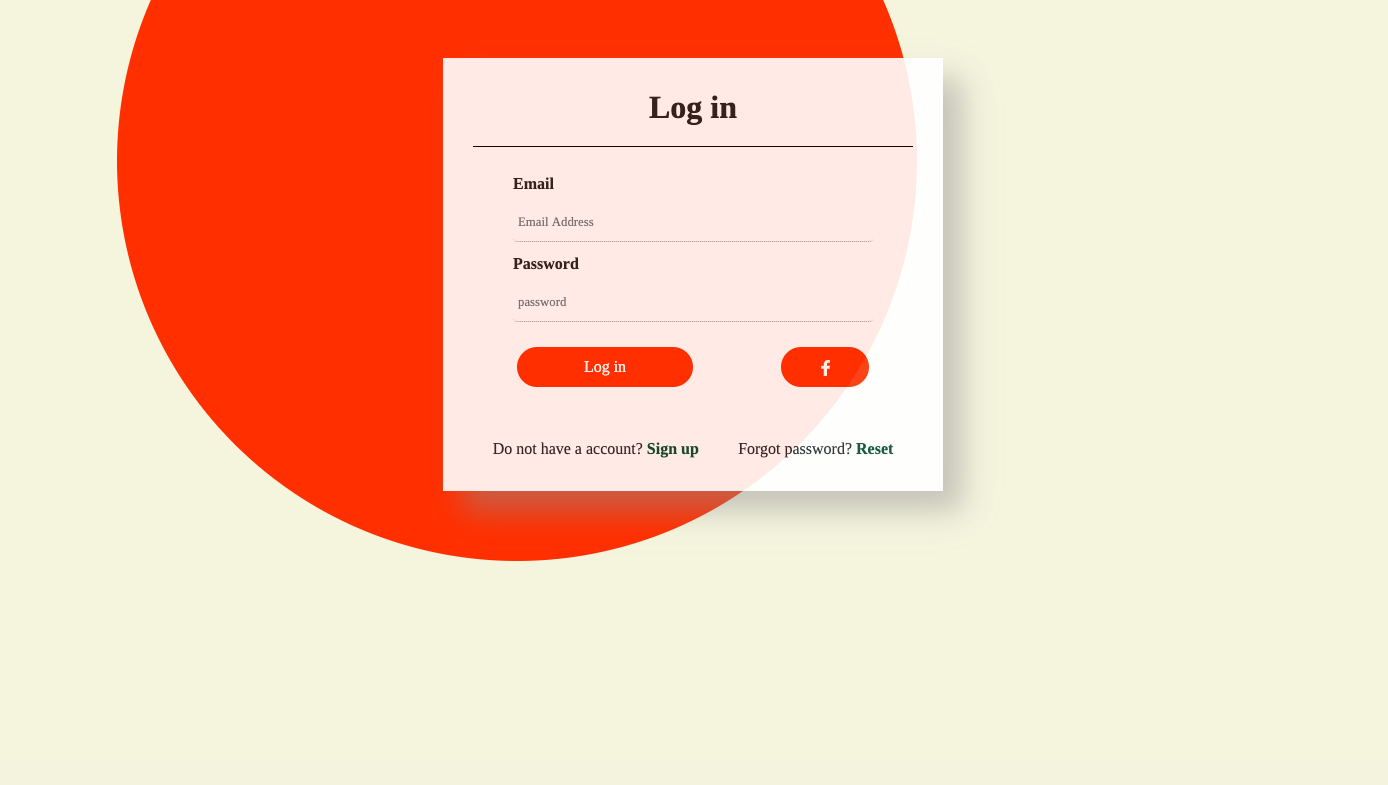 Log in
Email
Email Address
Password
password
Log in
Do not have a account? Sign up
Forgot password? Reset